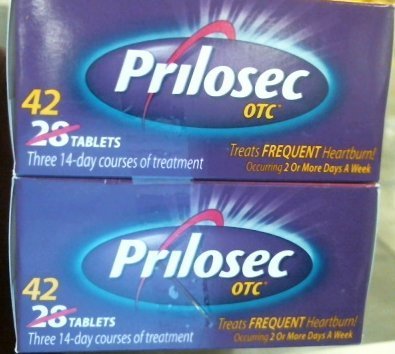 Prilosec
OTC™
42
28 TABLETS
Three 14-day courses of treatment
Treats FREQUENT Heartburn!
Occurring 2 Or More Days A Week
Prilosec
OTC™
42
28 TABLETS
Three 14-day courses of treatment
Treats FREQUENT Heartburn!
Occurring 2 Or More Days A Week